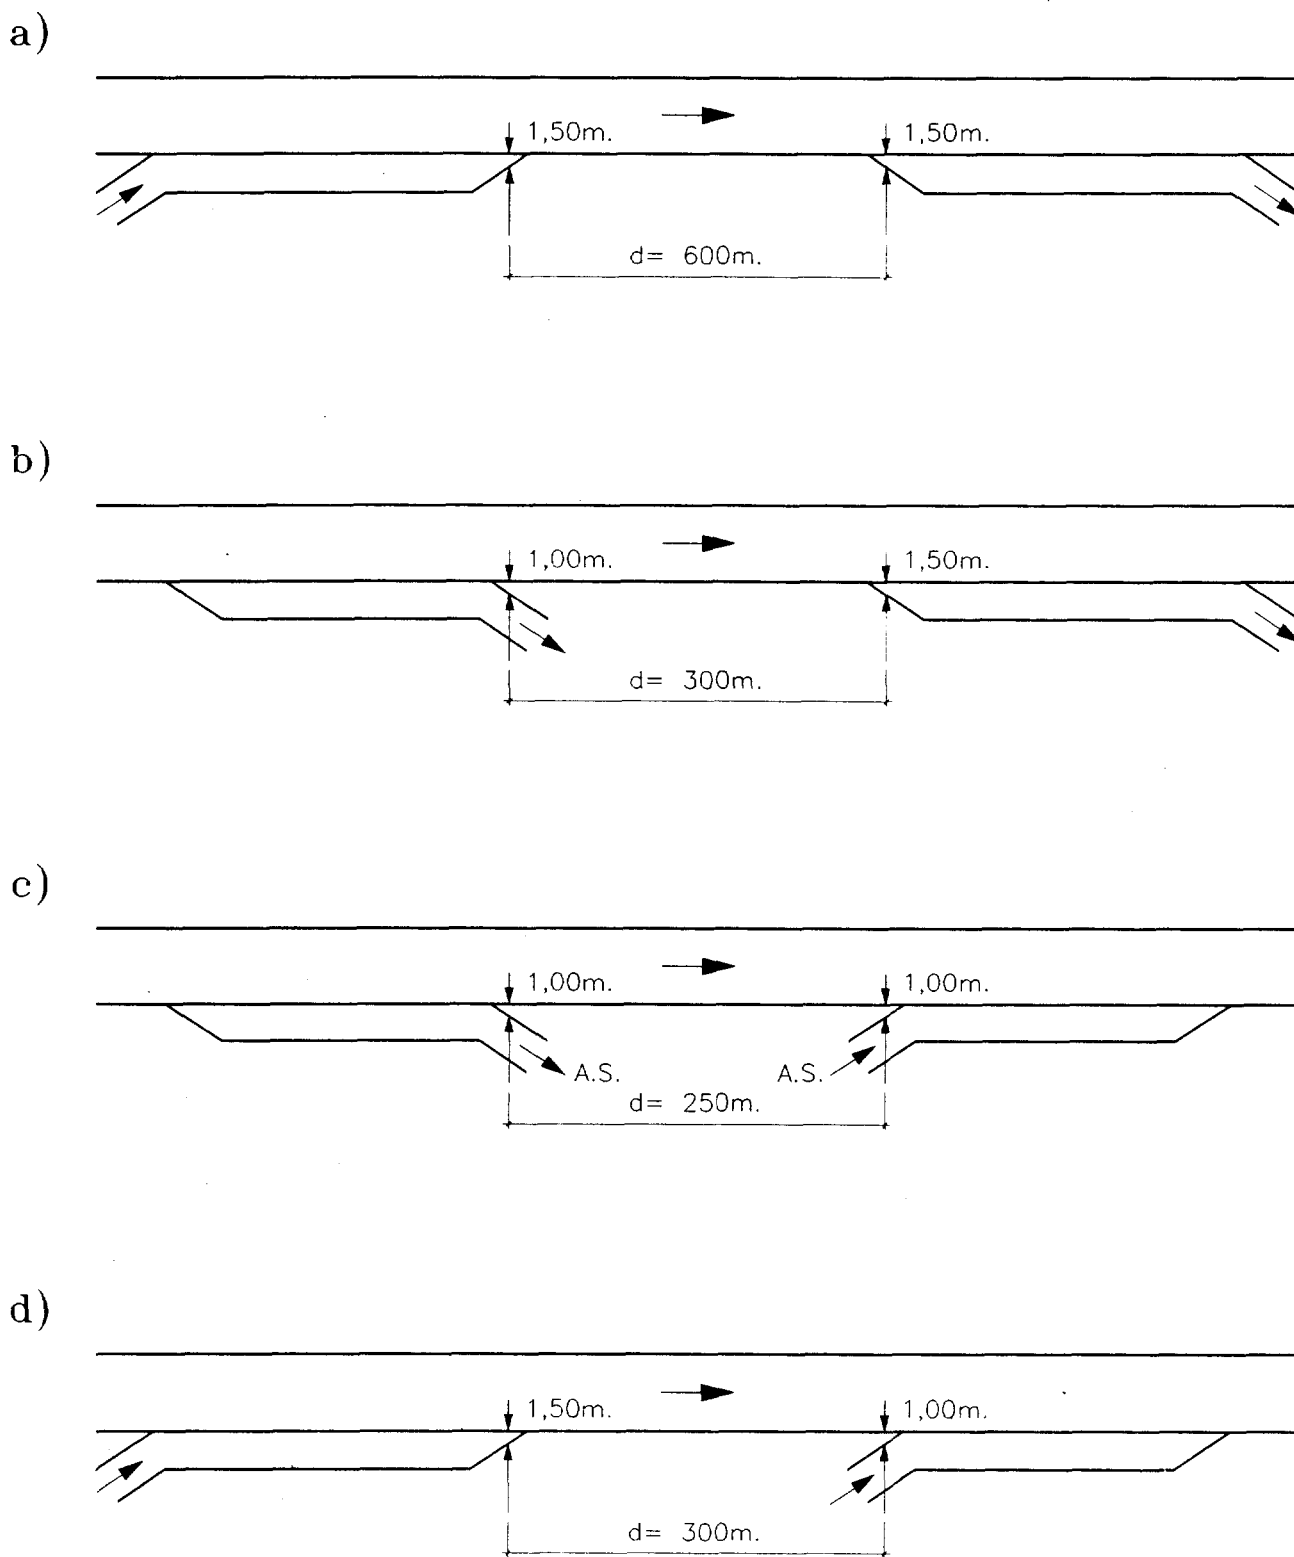 a)
1,50m. 1,50m.
d= 600m.
b)
1,00m. 1,50m.
d= 300m.
c)
1,00m. 1,00m.
A.S. A.S.
d= 250m.
d)
1,50m. 1,00m.
d= 300m.